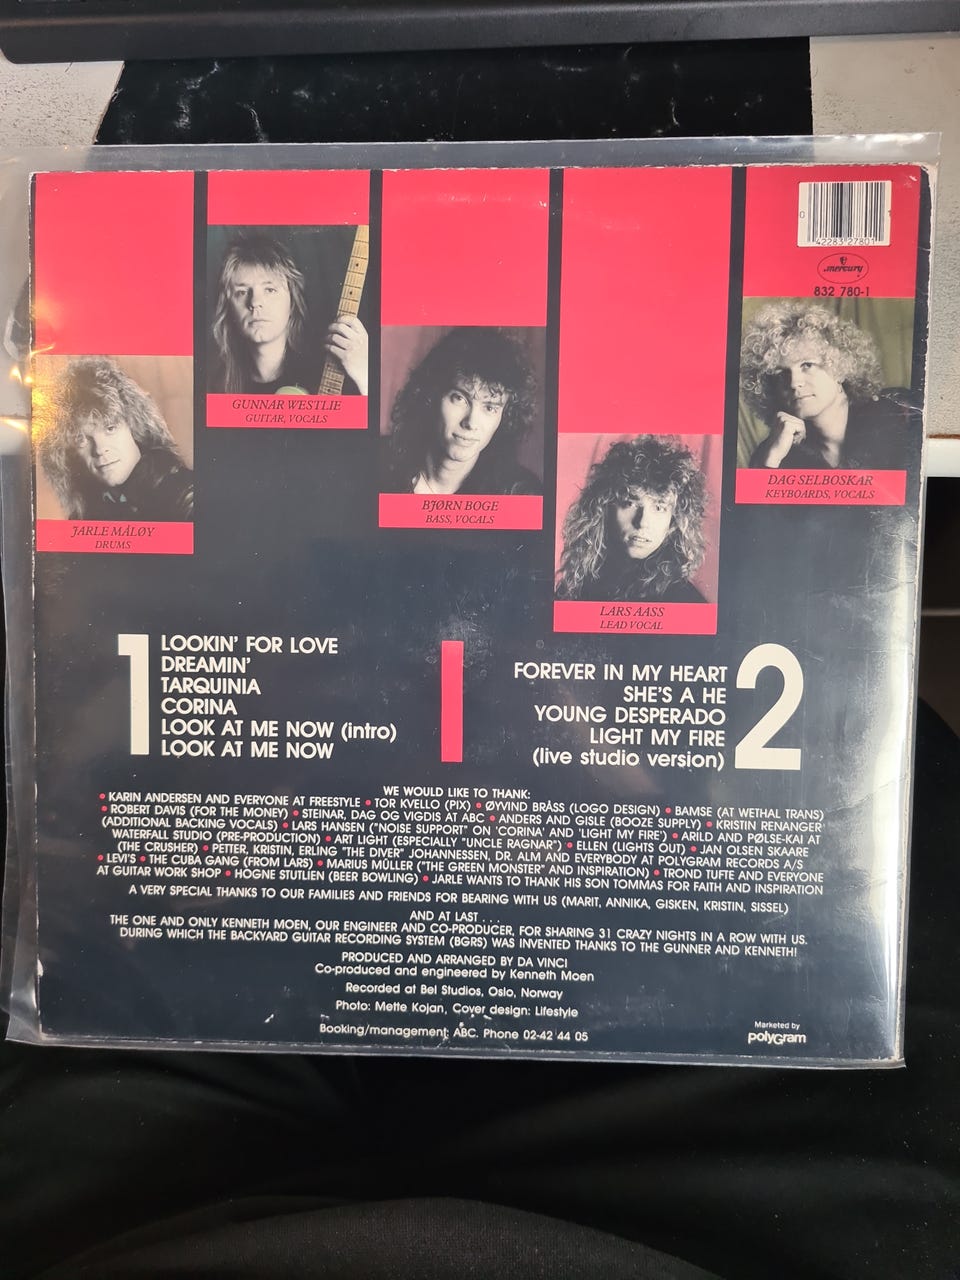 0 42283 27801 1
mercury
832 780-1
GUNNAR WESTLIE
GUITAR, VOCALS
DAG SELBOSKAR
KEYBOARDS, VOCALS
BJØRN BOGE
BASS, VOCALS
JARLE MÅLØY
DRUMS
LARS AASS
LEAD VOCAL
1
LOOKIN' FOR LOVE
DREAMIN'
TARQUINIA
CORINA
LOOK AT ME NOW (intro)
LOOK AT ME NOW
FOREVER IN MY HEART
SHE'S A HE
YOUNG DESPERADO
LIGHT MY FIRE
(live studio version)
2
WE WOULD LIKE TO THANK:
• KARIN ANDERSEN AND EVERYONE AT FREESTYLE • TOR KVELLO (PIX) • ØYVIND BRÅSS (LOGO DESIGN) • BAMSE (AT WETHAL TRANS)
• ROBERT DAVIS (FOR THE MONEY) • STEINAR, DAG OG VIGDIS AT ABC • ANDERS AND GISLE (BOOZE SUPPLY) • KRISTIN RENANGER
(ADDITIONAL BACKING VOCALS) • LARS HANSEN ("NOISE SUPPORT" ON 'CORINA' AND 'LIGHT MY FIRE') • ARILD AND PØLSE-KAI AT
WATERFALL STUDIO (PRE-PRODUCTION) • ART LIGHT (ESPECIALLY "UNCLE RAGNAR") • ELLEN (LIGHTS OUT) • JAN OLSEN SKAARE
(THE CRUSHER) • PETTER, KRISTIN, ERLING "THE DIVER" JOHANNESSEN, DR. ALM AND EVERYBODY AT POLYGRAM RECORDS A/S
• LEVI'S • THE CUBA GANG (FROM LARS) • MARIUS MÜLLER ("THE GREEN MONSTER" AND INSPIRATION) • TROND TUFTE AND EVERYONE
AT GUITAR WORK SHOP • HOGNE STUTLIEN (BEER BOWLING) • JARLE WANTS TO THANK HIS SON TOMMAS FOR FAITH AND INSPIRATION
A VERY SPECIAL THANKS TO OUR FAMILIES AND FRIENDS FOR BEARING WITH US (MARIT, ANNIKA, GISKEN, KRISTIN, SISSEL)
AND AT LAST . . .
THE ONE AND ONLY KENNETH MOEN, OUR ENGINEER AND CO-PRODUCER, FOR SHARING 31 CRAZY NIGHTS IN A ROW WITH US.
DURING WHICH THE BACKYARD GUITAR RECORDING SYSTEM (BGRS) WAS INVENTED THANKS TO THE GUNNER AND KENNETH!
PRODUCED AND ARRANGED BY DA VINCI
Co-produced and engineered by Kenneth Moen
Recorded at Bel Studios, Oslo, Norway
Photo: Mette Kojan, Cover design: Lifestyle
Booking/management: ABC. Phone 02-42 44 05
Marketed by
polyGram